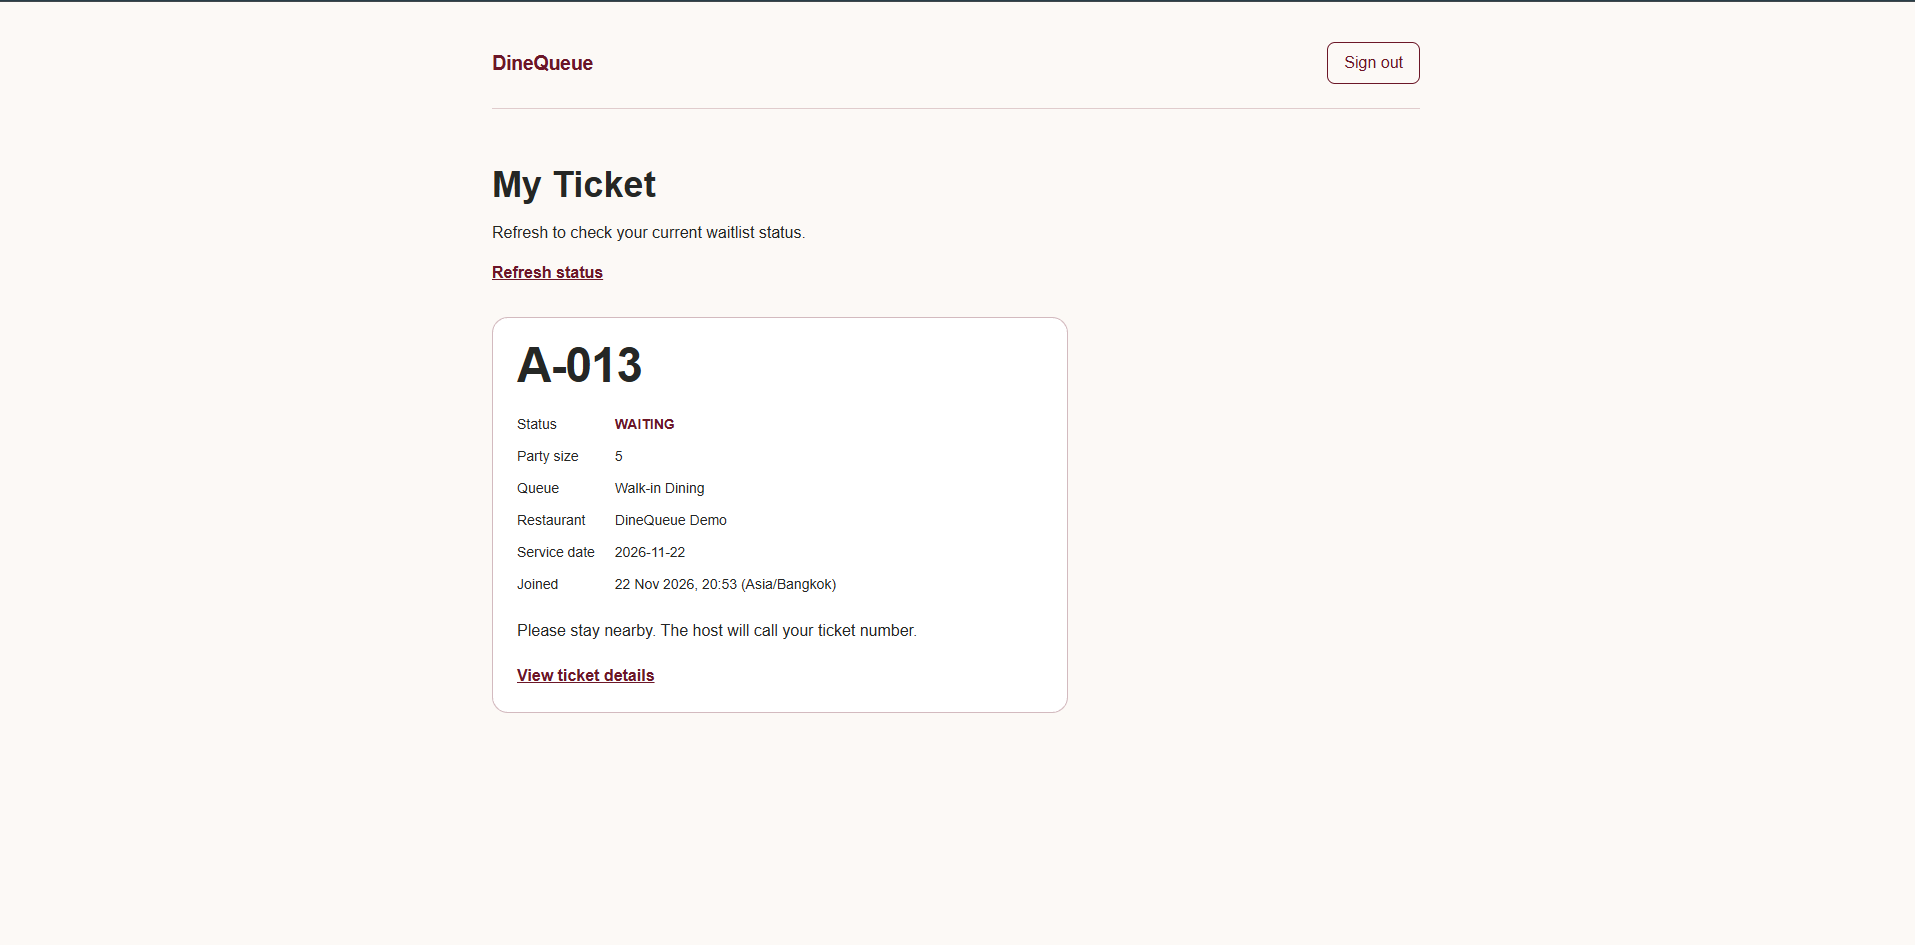 DineQueue
Sign out
My Ticket
Refresh to check your current waitlist status.
Refresh status
A-013
Status WAITING
Party size 5
Queue Walk-in Dining
Restaurant DineQueue Demo
Service date 2026-11-22
Joined 22 Nov 2026, 20:53 (Asia/Bangkok)
Please stay nearby. The host will call your ticket number.
View ticket details